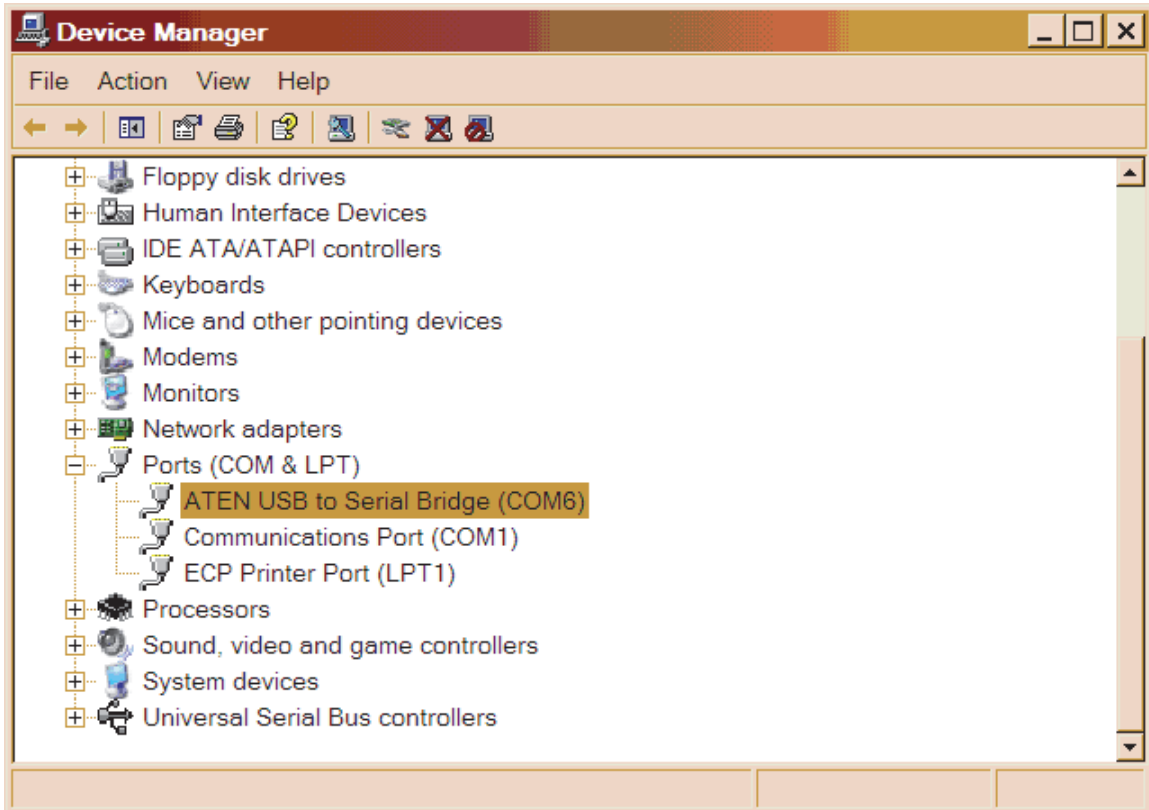 Device Manager
File Action View Help
Floppy disk drives
Human Interface Devices
IDE ATA/ATAPI controllers
Keyboards
Mice and other pointing devices
Modems
Monitors
Network adapters
Ports (COM & LPT)
ATEN USB to Serial Bridge (COM6)
Communications Port (COM1)
ECP Printer Port (LPT1)
Processors
Sound, video and game controllers
System devices
Universal Serial Bus controllers